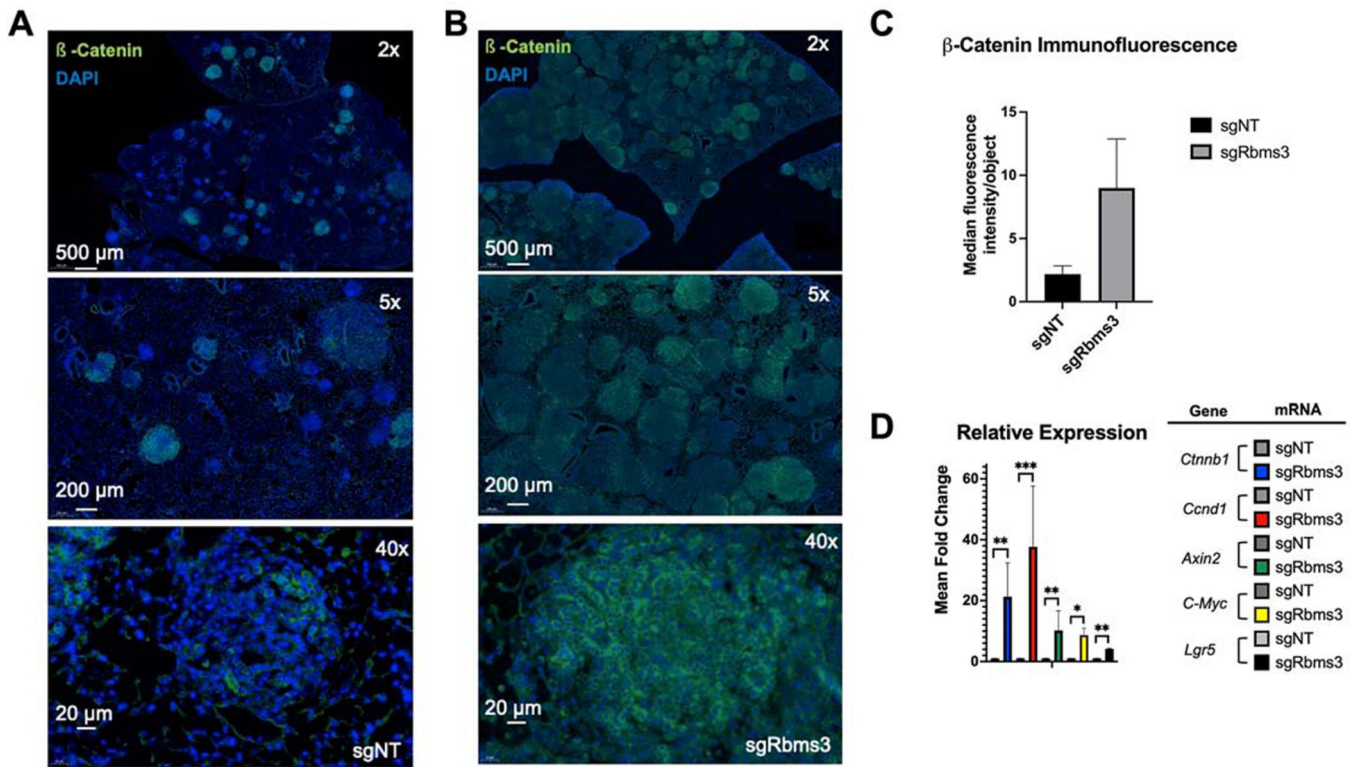 A
ß -Catenin
DAPI
2x
500 µm
5x
200 µm
40x
20 µm
sgNT
B
ß -Catenin
DAPI
2x
500 µm
5x
200 µm
40x
20 µm
sgRbms3
C
β-Catenin Immunofluorescence
Median fluorescence
intensity/object
15
10
5
0
sgNT
sgRbms3
sgNT
sgRbms3
D
Relative Expression
Mean Fold Change
60
40
20
0
**
***
**
*
**
Gene mRNA
Ctnnb1
sgNT
sgRbms3
Ccnd1
sgNT
sgRbms3
Axin2
sgNT
sgRbms3
C-Myc
sgNT
sgRbms3
Lgr5
sgNT
sgRbms3